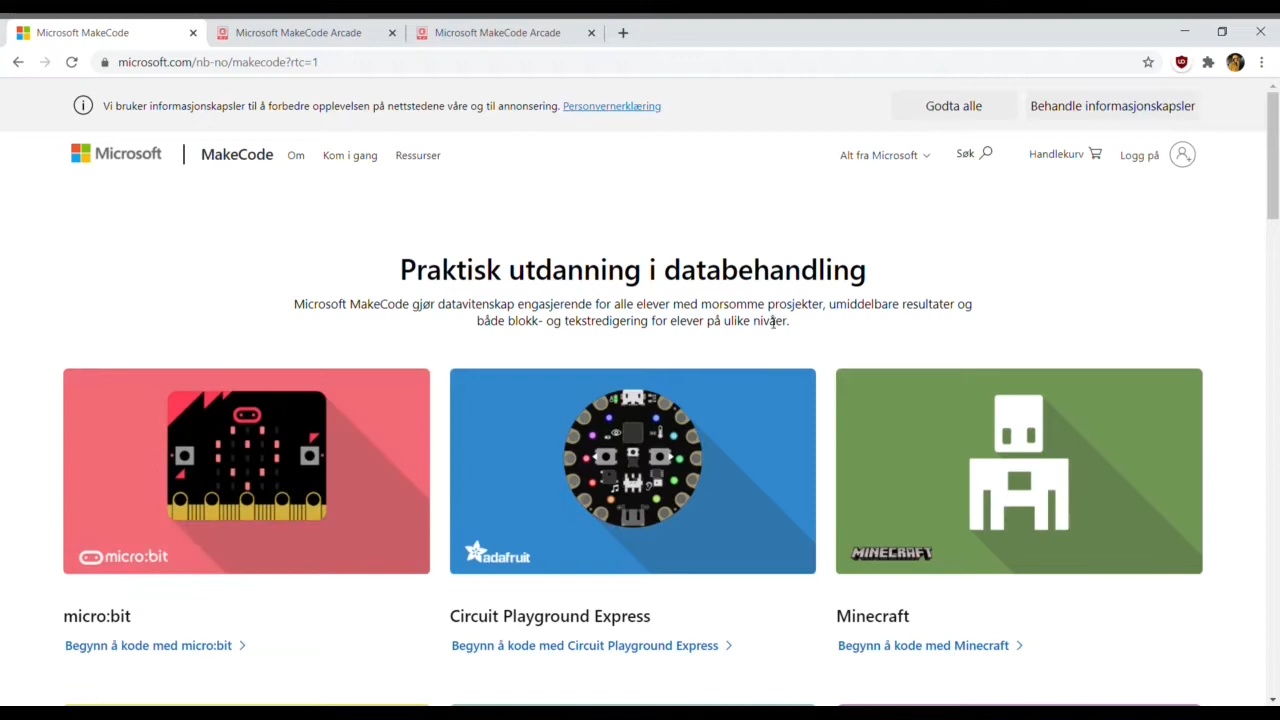 Microsoft MakeCode
Microsoft MakeCode Arcade
Microsoft MakeCode Arcade
microsoft.com/nb-no/makecode?rtc=1
Vi bruker informasjonskapsler til å forbedre opplevelsen på nettstedene våre og til annonsering. Personvernerklæring
Godta alle
Behandle informasjonskapsler
Microsoft
MakeCode
Om
Kom i gang
Ressurser
Alt fra Microsoft
Søk
Handlekurv
Logg på
Praktisk utdanning i databehandling
Microsoft MakeCode gjør datavitenskap engasjerende for alle elever med morsomme prosjekter, umiddelbare resultater og
både blokk- og tekstredigering for elever på ulike nivåer.
micro:bit
adafruit
MINECRAFT
micro:bit
Circuit Playground Express
Minecraft
Begynn å kode med micro:bit
Begynn å kode med Circuit Playground Express
Begynn å kode med Minecraft